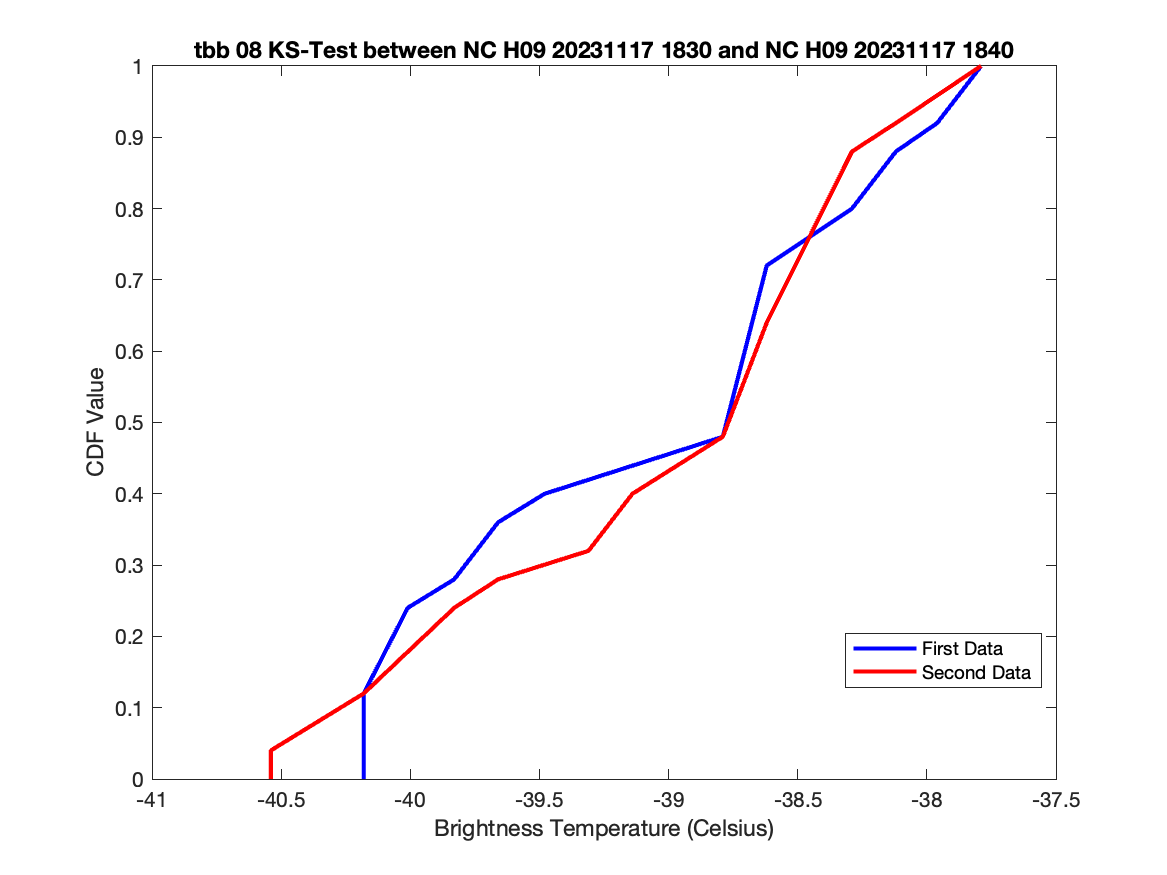 tbb 08 KS-Test between NC H09 20231117 1830 and NC H09 20231117 1840
1
0.9
0.8
0.7
0.6
0.5
0.4
0.3
0.2
0.1
0
CDF Value
First Data
Second Data
-41 -40.5 -40 -39.5 -39 -38.5 -38 -37.5
Brightness Temperature (Celsius)